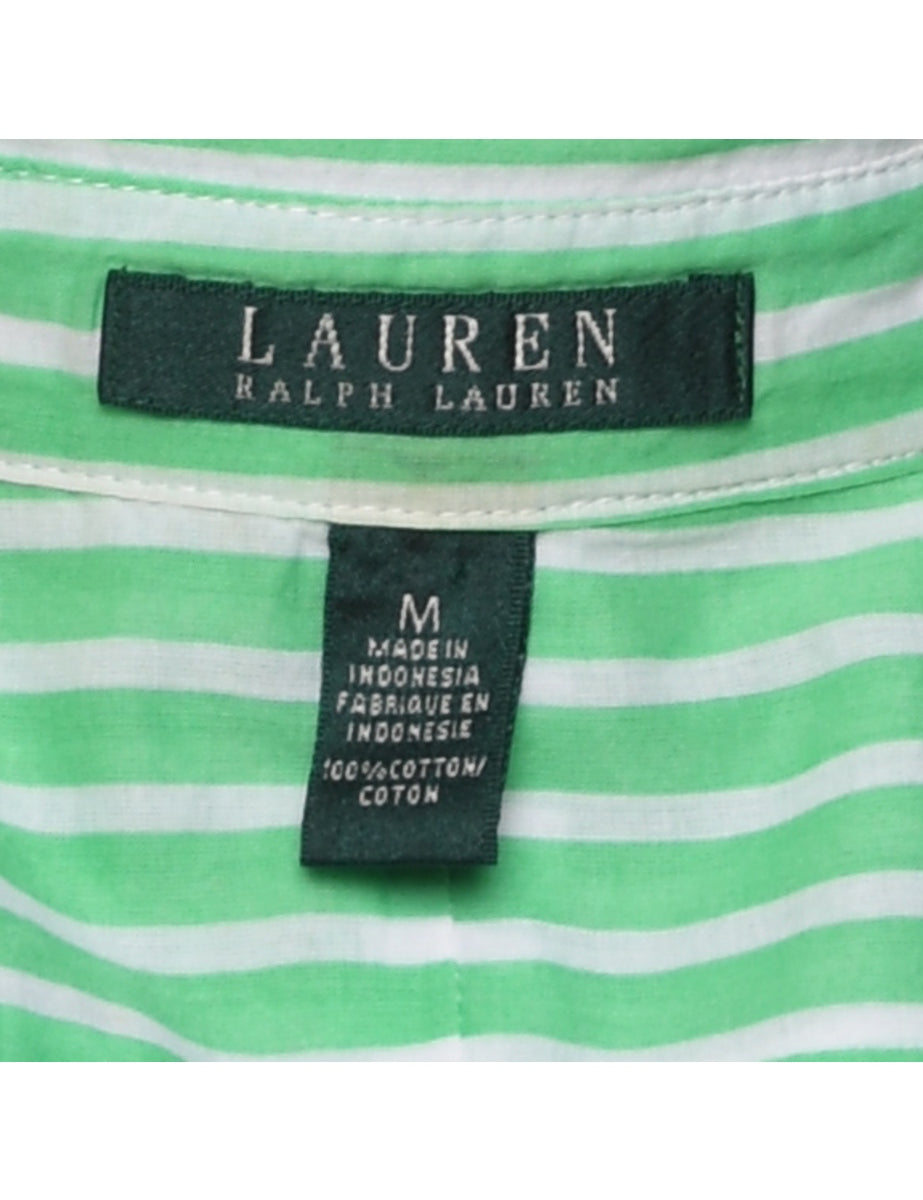 LAUREN
RALPH LAUREN
M
MADE IN
INDONESIA
FABRIQUE EN
INDONESIE
100%COTTON/
COTON